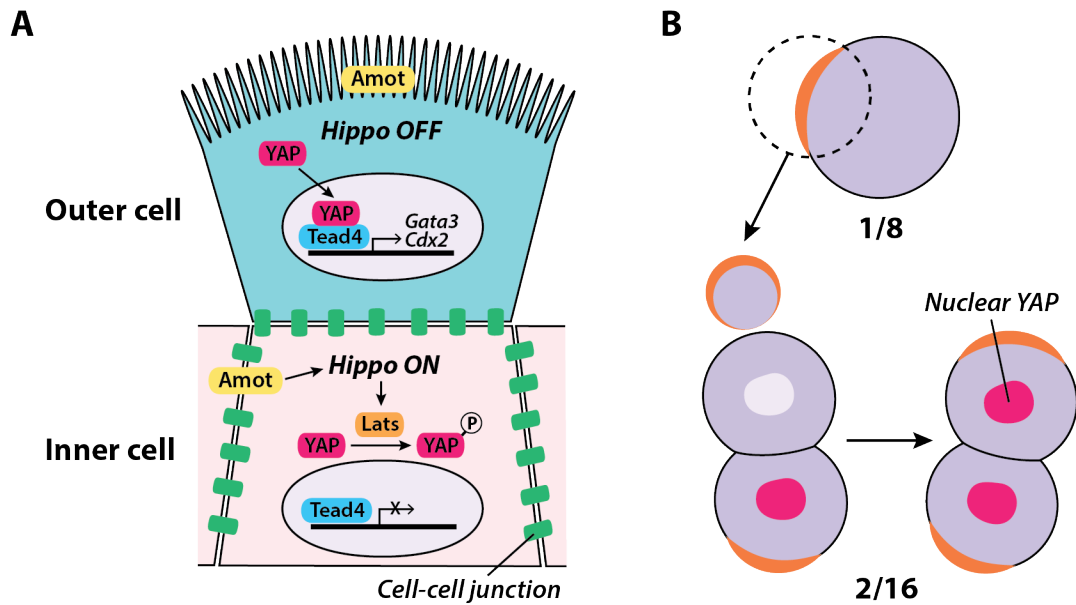 A
Amot
Hippo OFF
YAP
YAP
Tead4
Gata3
Cdx2
Outer cell
Amot
Hippo ON
Lats
YAP
YAP
P
Inner cell
Tead4
X
Cell-cell junction
B
1/8
Nuclear YAP
2/16